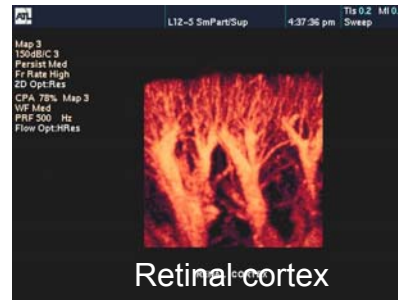 ATL
L12-5 SmPart/Sup
4:37:36 pm
TIs 0.2 MI 0.
Sweep
Map 3
150dB/C 3
Persist Med
Fr Rate High
2D Opt:Res
CPA 78% Map 3
WF Med
PRF 500 Hz
Flow Opt:HRes
Retinal cortex